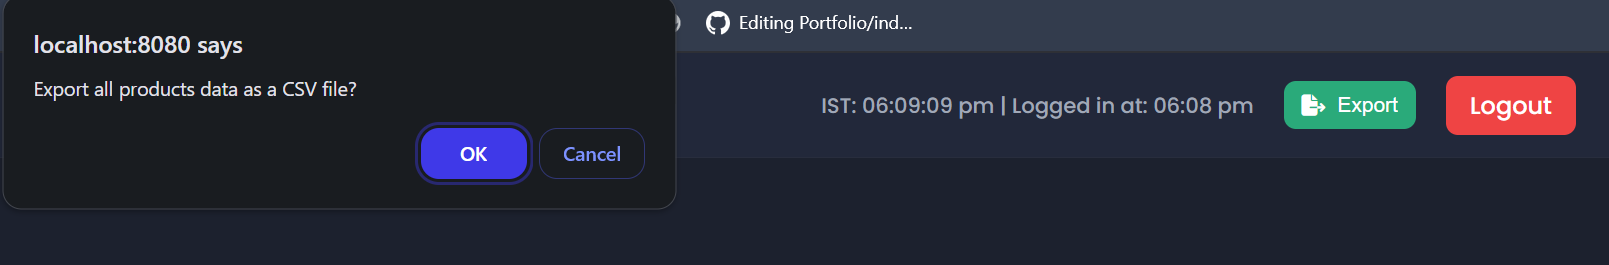 Editing Portfolio/ind...
localhost:8080 says
Export all products data as a CSV file?
OK
Cancel
IST: 06:09:09 pm | Logged in at: 06:08 pm
Export
Logout